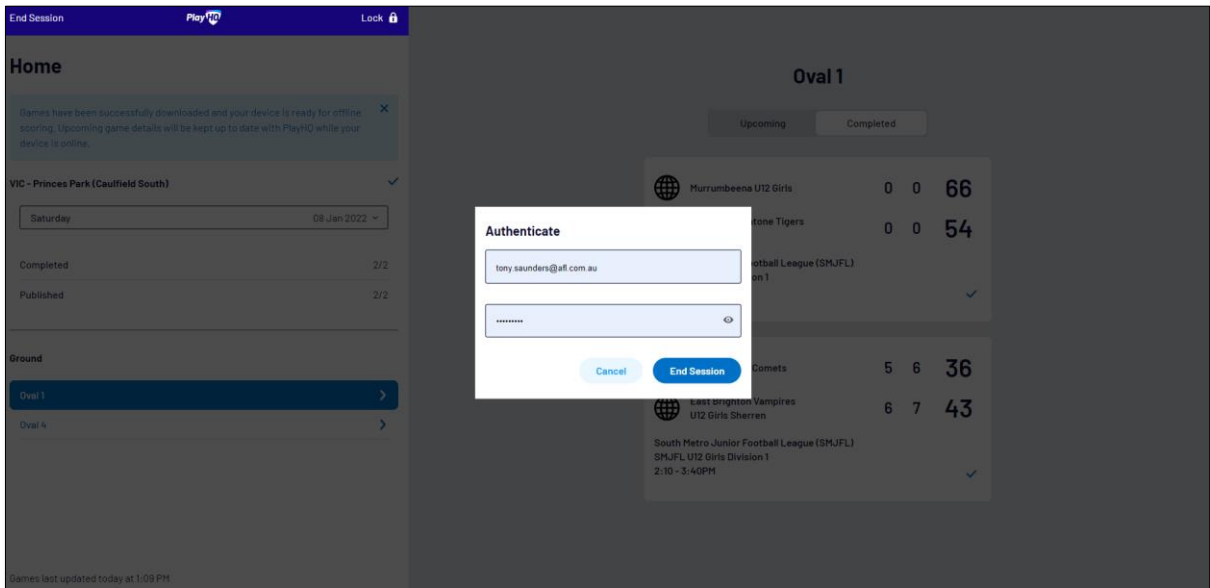 End Session
PlayHQ
Lock
Home
Games have been successfully downloaded and your device is ready for offline
scoring. Upcoming game details will be kept up to date with PlayHQ while your
device is online.
VIC - Princes Park (Caulfield South)
Saturday 08 Jan 2022
Completed 2/2
Published 2/2
Ground
Oval 1
Oval 4
Games last updated today at 1:09 PM
Oval 1
Upcoming Completed
Murrumbeena U12 Girls 0 0 66
tone Tigers 0 0 54
otball League (SMJFL)
on 1
Authenticate
tony.saunders@afl.com.au
•••••••••
Cancel End Session
Comets 5 6 36
East Brighton Vampires
U12 Girls Sherren 6 7 43
South Metro Junior Football League (SMJFL)
SMJFL U12 Girls Division 1
2:10 - 3:40PM